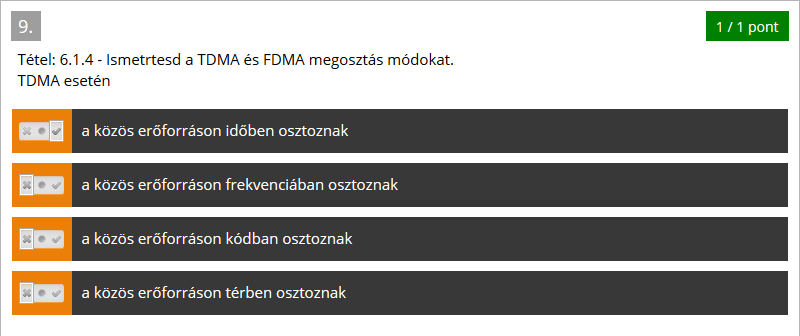 9.
1 / 1 pont
Tétel: 6.1.4 - Ismetrtesd a TDMA és FDMA megosztás módokat.
TDMA esetén
a közös erőforráson időben osztoznak
a közös erőforráson frekvenciában osztoznak
a közös erőforráson kódban osztoznak
a közös erőforráson térben osztoznak